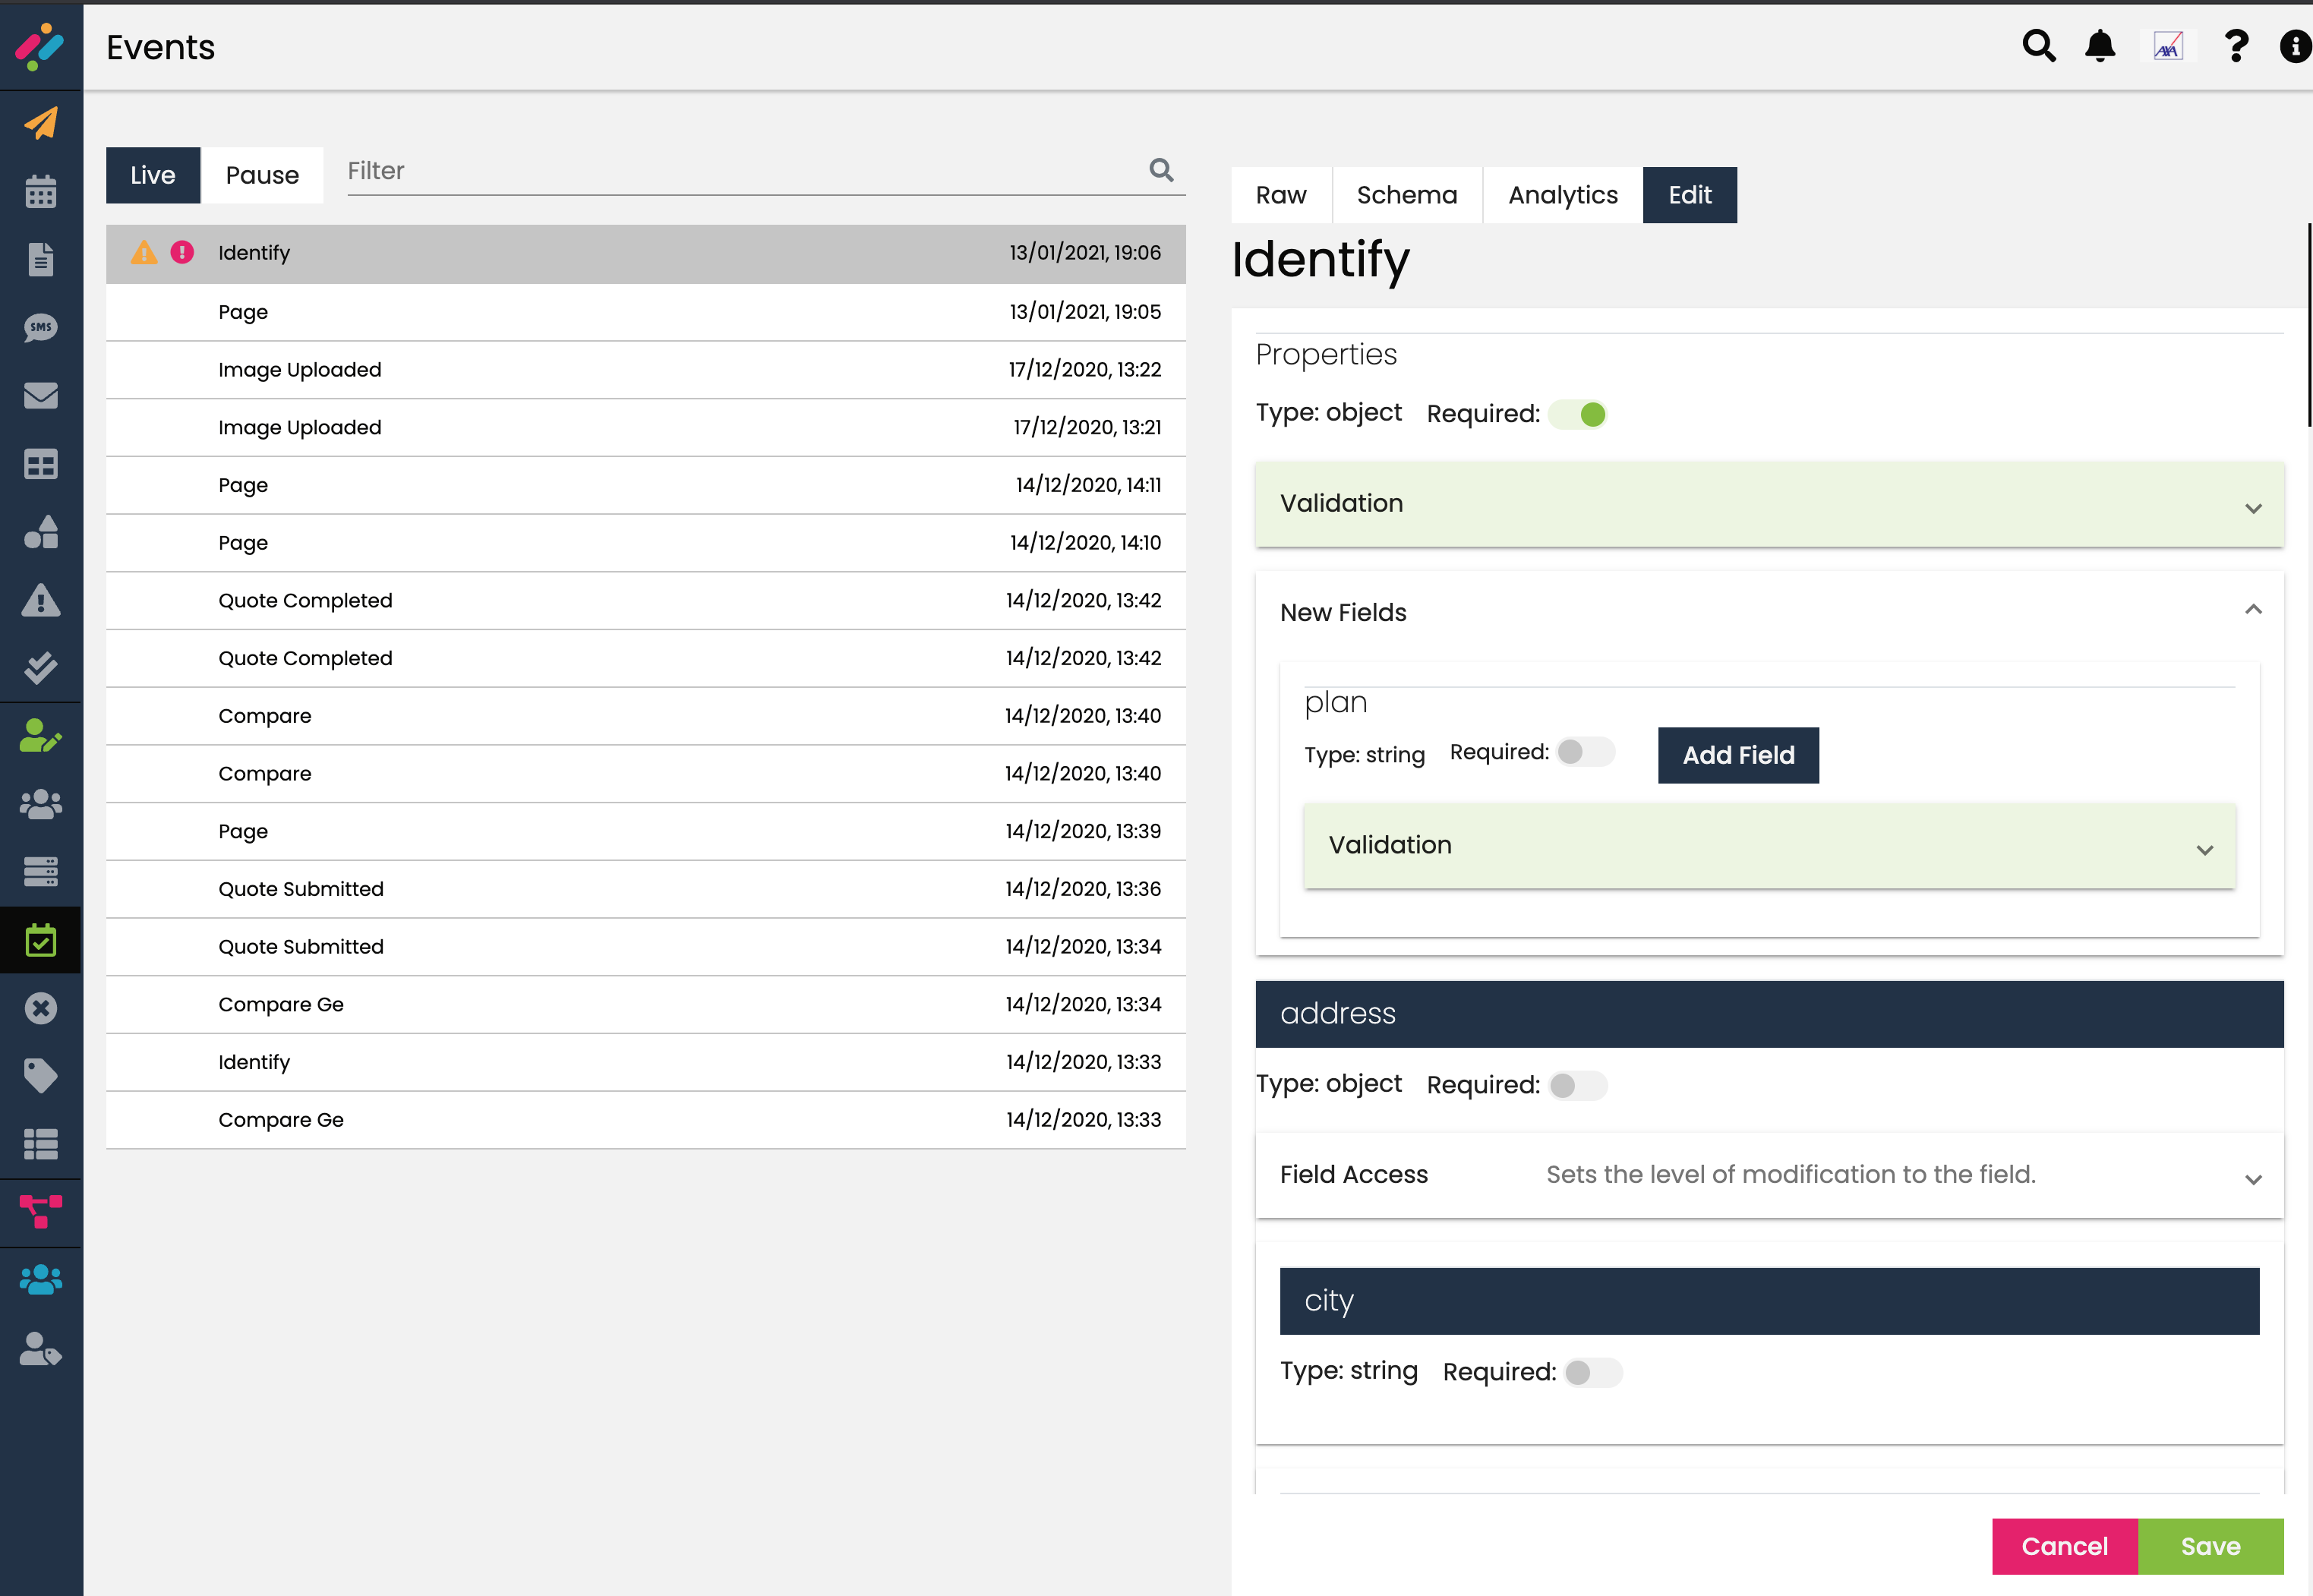 Events
AXA
SMS
Live
Pause
Filter
Identify 13/01/2021, 19:06
Page 13/01/2021, 19:05
Image Uploaded 17/12/2020, 13:22
Image Uploaded 17/12/2020, 13:21
Page 14/12/2020, 14:11
Page 14/12/2020, 14:10
Quote Completed 14/12/2020, 13:42
Quote Completed 14/12/2020, 13:42
Compare 14/12/2020, 13:40
Compare 14/12/2020, 13:40
Page 14/12/2020, 13:39
Quote Submitted 14/12/2020, 13:36
Quote Submitted 14/12/2020, 13:34
Compare Ge 14/12/2020, 13:34
Identify 14/12/2020, 13:33
Compare Ge 14/12/2020, 13:33
Raw Schema Analytics Edit
Identify
Properties
Type: object Required:
Validation
New Fields
plan
Type: string Required: Add Field
Validation
address
Type: object Required:
Field Access Sets the level of modification to the field.
city
Type: string Required:
Cancel Save